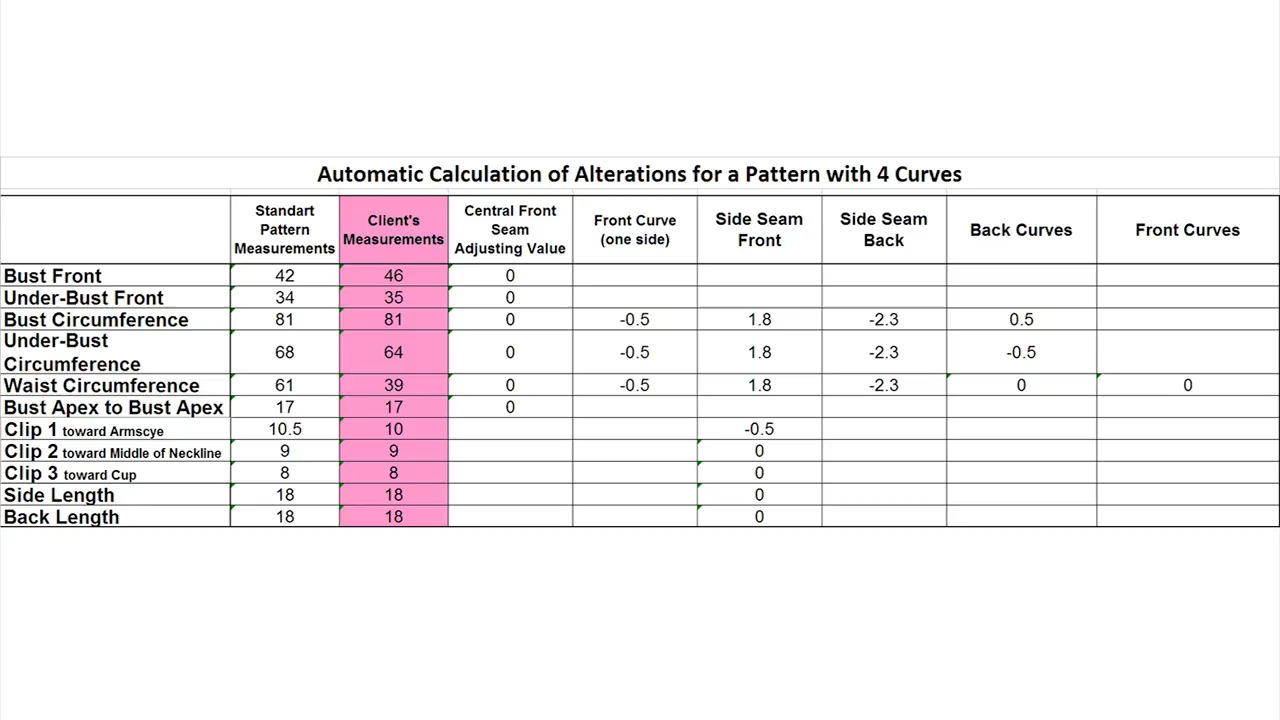 Automatic Calculation of Alterations for a Pattern with 4 Curves
Standart Pattern Measurements Client's Measurements Central Front Seam Adjusting Value Front Curve (one side) Side Seam Front Side Seam Back Back Curves Front Curves
Bust Front 42 46 0
Under-Bust Front 34 35 0
Bust Circumference 81 81 0 -0.5 1.8 -2.3 0.5
Under-Bust Circumference 68 64 0 -0.5 1.8 -2.3 -0.5
Waist Circumference 61 39 0 -0.5 1.8 -2.3 0 0
Bust Apex to Bust Apex 17 17 0
Clip 1 toward Armscye 10.5 10 -0.5
Clip 2 toward Middle of Neckline 9 9 0
Clip 3 toward Cup 8 8 0
Side Length 18 18 0
Back Length 18 18 0